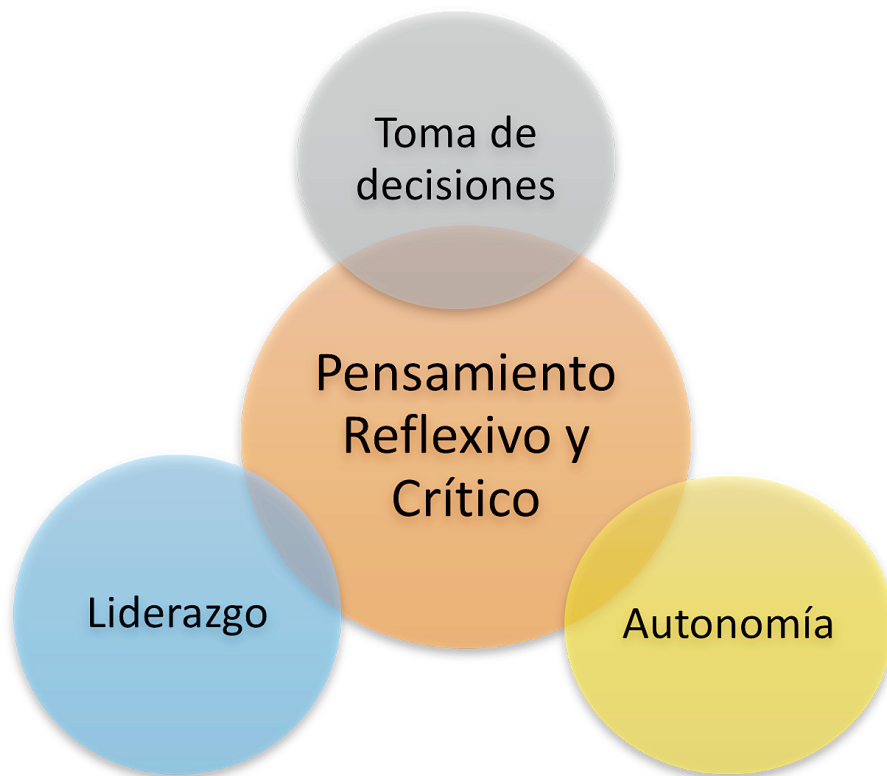 Toma de
decisiones
Pensamiento
Reflexivo y
Crítico
Liderazgo
Autonomía